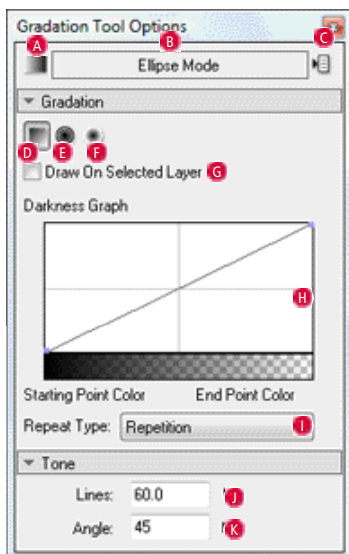 Gradation Tool Options
A
B
C
Ellipse Mode
Gradation
D
E
F
Draw On Selected Layer
G
Darkness Graph
H
Starting Point Color
End Point Color
Repeat Type:
Repetition
I
Tone
Lines:
60.0
J
Angle:
45
K